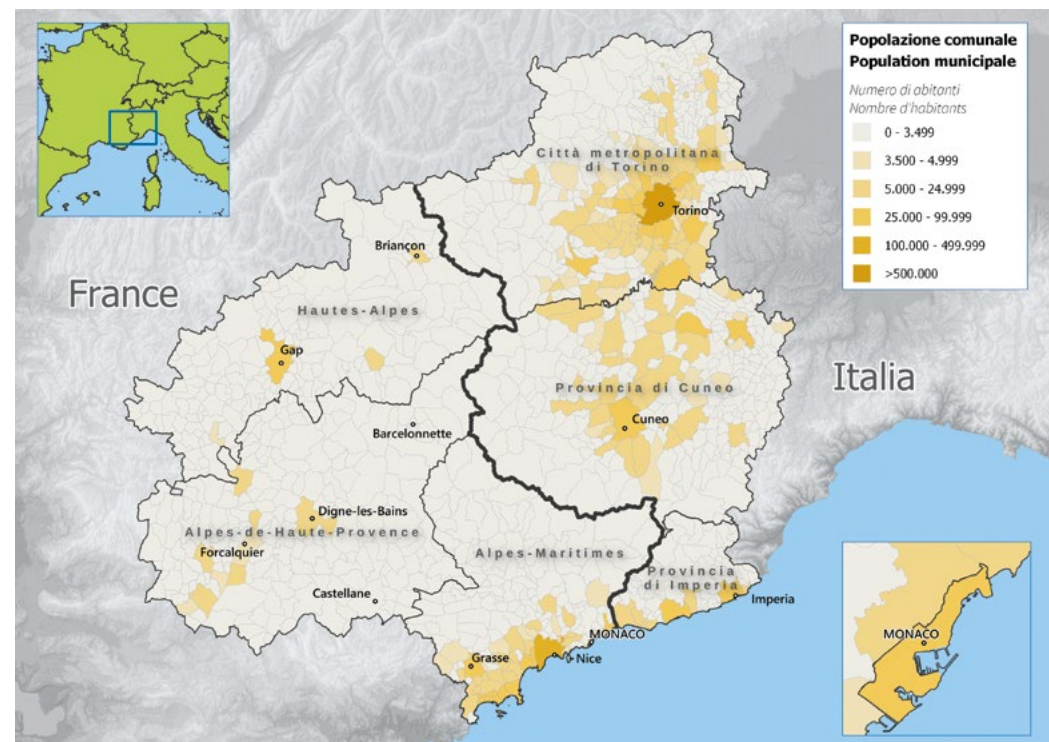 Popolazione comunale
Population municipale
Numero di abitanti
Nombre d'habitants
0 - 3.499
3.500 - 4.999
5.000 - 24.999
25.000 - 99.999
100.000 - 499.999
>500.000
Città metropolitana
di Torino
Torino
Briançon
France
Hautes-Alpes
Gap
Provincia di Cuneo
Italia
Cuneo
Barcelonnette
Digne-les-Bains
Alpes-de-Haute-Provence
Forcalquier
Alpes-Maritimes
Provincia
di Imperia
Castellane
Imperia
MONACO
Grasse
Nice
MONACO